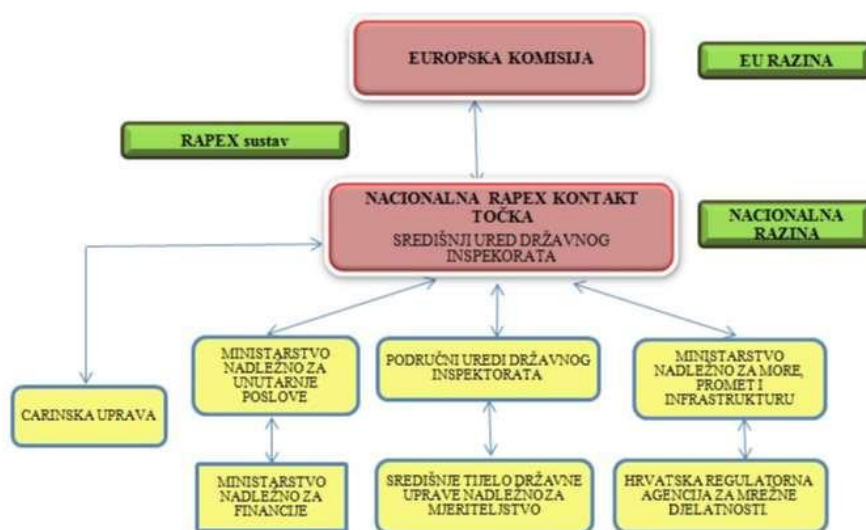 EUROPSKA KOMISIJA
EU RAZINA
RAPEX sustav
NACIONALNA RAPEX KONTAKT
TOČKA
SREDIŠNJI URED DRŽAVNOG
INSPEKORATA
NACIONALNA
RAZINA
CARINSKA UPRAVA
MINISTARSTVO
NADLEŽNO ZA
UNUTARNJE
POSLOVE
PODRUČNI UREDI DRŽAVNOG
INSPEKTORATA
MINISTARSTVO
NADLEŽNO ZA MORE,
PROMET I
INFRASTRUKTURU
MINISTARSTVO
NADLEŽNO ZA
FINANCIJE
SREDIŠNJE TIJELO DRŽAVNE
UPRAVE NADLEŽNO ZA
MJERITELJSTVO
HRVATSKA REGULATORNA
AGENCIJA ZA MREŽNE
DJELATNOSTI